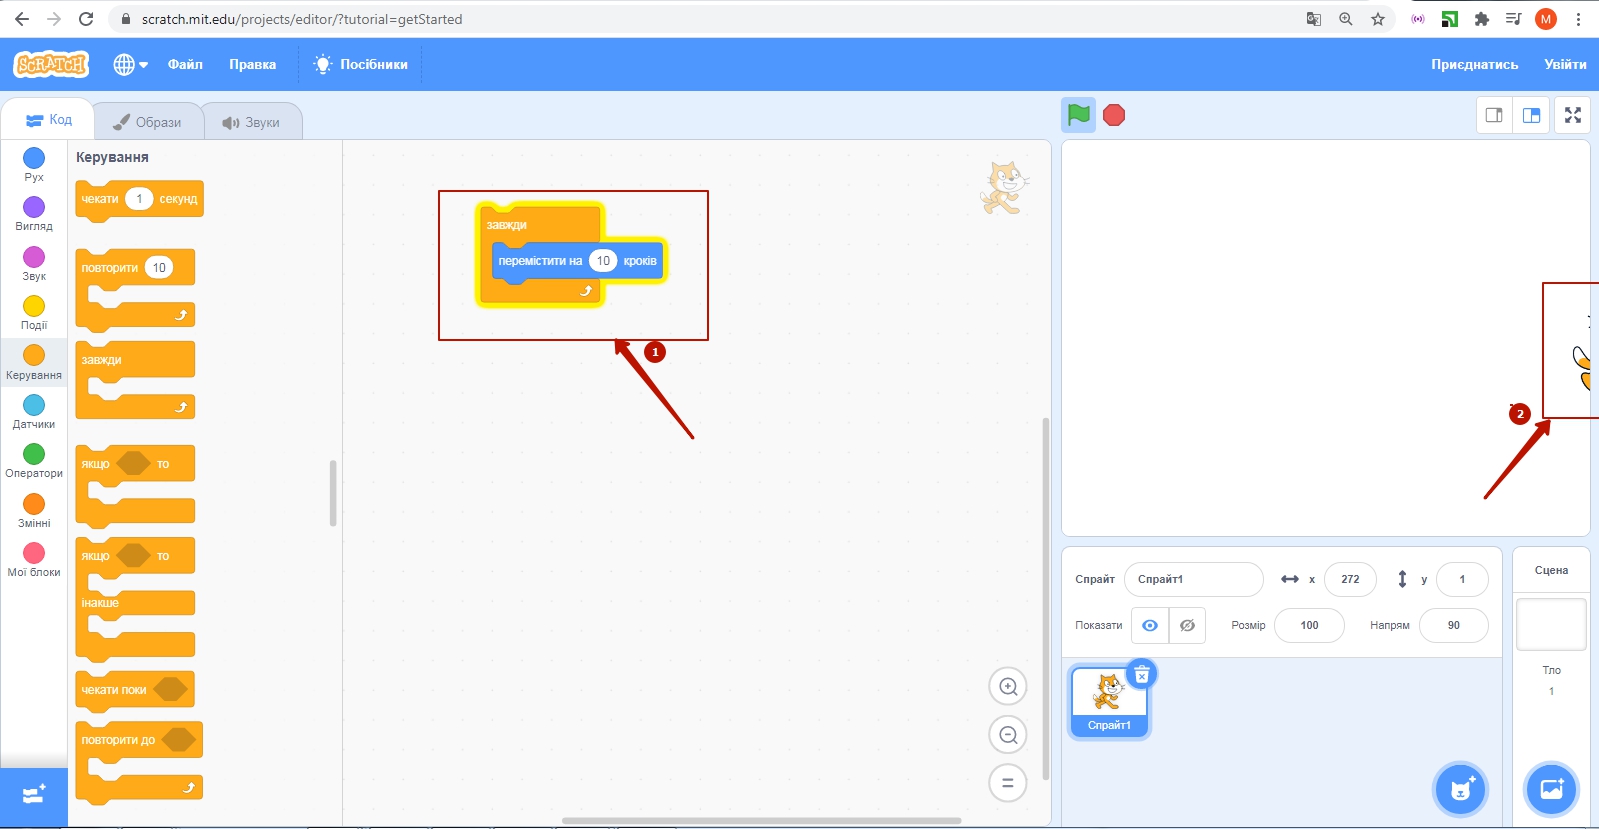 scratch.mit.edu/projects/editor/?tutorial=getStarted
M
SCRATCH
Файл
Правка
Посібники
Приєднатись
Увійти
Код
Образи
Звуки
Рух
Вигляд
Звук
Події
Керування
Датчики
Оператори
Змінні
Мої блоки
Керування
чекати 1 секунд
повторити 10
завжди
якщо то
якщо то
інакше
чекати поки
повторити до
завжди
перемістити на 10 кроків
1
2
Спрайт Спрайт1 x 272 y 1
Показати Розмір 100 Напрям 90
Спрайт1
Сцена
Тло
1